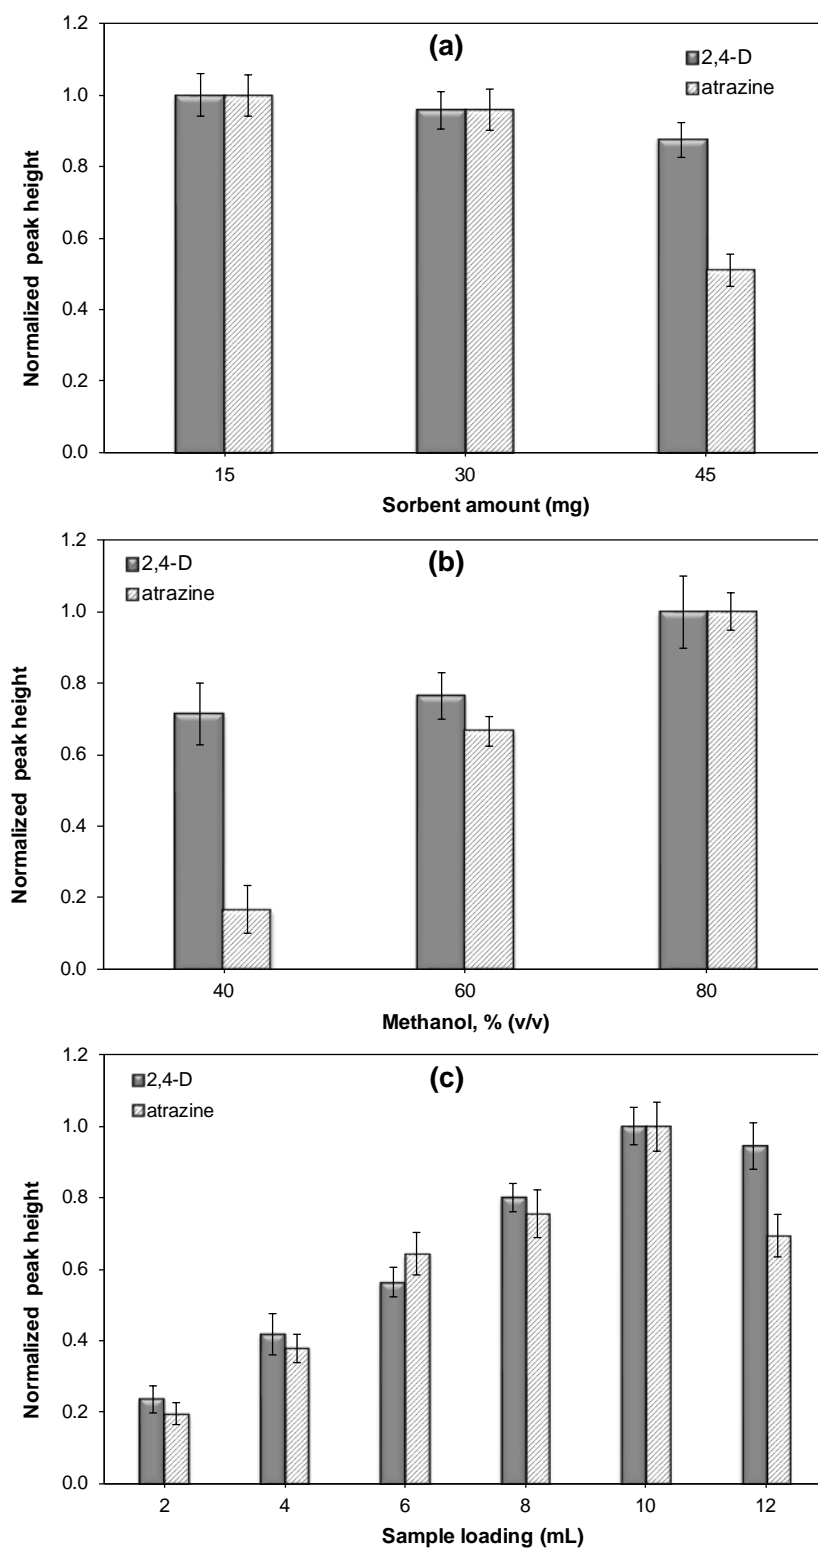 1.2
(a)
2,4-D
atrazine
1.0
0.8
0.6
0.4
0.2
0.0
Normalized peak height
15 30 45
Sorbent amount (mg)
1.2
(b)
2,4-D
atrazine
1.0
0.8
0.6
0.4
0.2
0.0
Normalized peak height
40 60 80
Methanol, % (v/v)
1.2
(c)
2,4-D
atrazine
1.0
0.8
0.6
0.4
0.2
0.0
Normalized peak height
2 4 6 8 10 12
Sample loading (mL)